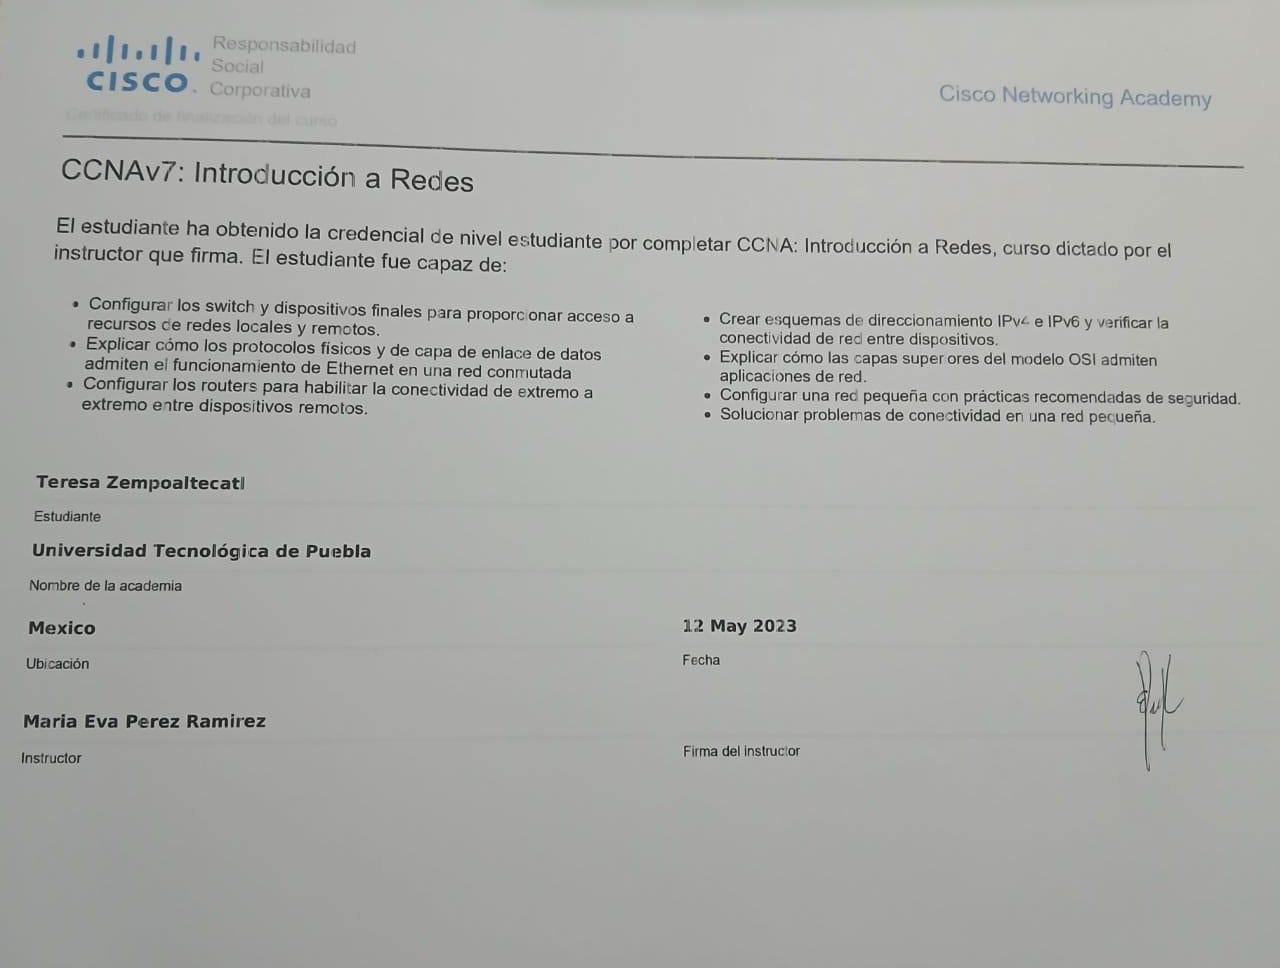 Responsabilidad
Social
CISCO. Corporativa
Cisco Networking Academy
Certificado de finalización del curso
CCNAv7: Introducción a Redes
El estudiante ha obtenido la credencial de nivel estudiante por completar CCNA: Introducción a Redes, curso dictado por el
instructor que firma. El estudiante fue capaz de:
• Configurar los switch y dispositivos finales para proporcionar acceso a
recursos de redes locales y remotos.
• Explicar cómo los protocolos físicos y de capa de enlace de datos
admiten el funcionamiento de Ethernet en una red conmutada
• Configurar los routers para habilitar la conectividad de extremo a
extremo entre dispositivos remotos.
• Crear esquemas de direccionamiento IPv4 e IPv6 y verificar la
conectividad de red entre dispositivos.
• Explicar cómo las capas superiores del modelo OSI admiten
aplicaciones de red.
• Configurar una red pequeña con prácticas recomendadas de seguridad.
• Solucionar problemas de conectividad en una red pequeña.
Teresa Zempoaltecatl
Estudiante
Universidad Tecnológica de Puebla
Nombre de la academia
Mexico
Ubicación
12 May 2023
Fecha
Maria Eva Perez Ramirez
Instructor
Firma del instructor